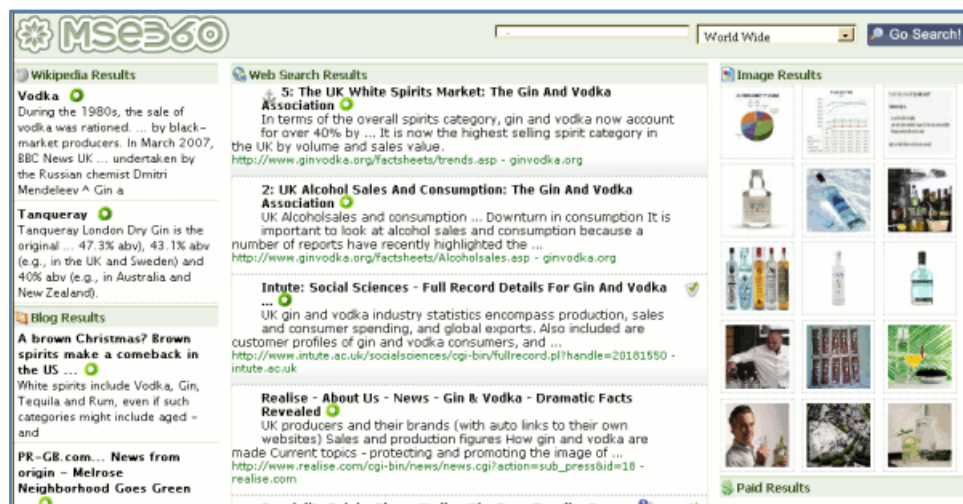 MSE360
World Wide
Go Search!
Wikipedia Results
Vodka
During the 1980s, the sale of
vodka was rationed. ... by black-
market producers. In March 2007,
BBC News UK ... undertaken by
the Russian chemist Dmitri
Mendeleev ^ Gin a
Tanqueray
Tanqueray London Dry Gin is the
original ... 47.3% abv), 43.1% abv
(e.g., in the UK and Sweden) and
40% abv (e.g., in Australia and
New Zealand).
Blog Results
A brown Christmas? Brown
spirits make a comeback in
the US ...
White spirits include Vodka, Gin,
Tequila and Rum, even if such
categories might include aged -
and
PR-GB.com... News from
origin - Melrose
Neighborhood Goes Green
Web Search Results
5: The UK White Spirits Market: The Gin And Vodka
Association
In terms of the overall spirits category, gin and vodka now account
for over 40% by ... It is now the highest selling spirit category in
the UK by volume and sales value.
http://www.ginvodka.org/factsheets/trends.asp - ginvodka.org
2: UK Alcohol Sales And Consumption: The Gin And Vodka
Association
UK Alcoholsales and consumption ... Downturn in consumption It is
important to look at alcohol sales and consumption because a
number of reports have recently highlighted the ...
http://www.ginvodka.org/factsheets/Alcoholsales.asp - ginvodka.org
Intute: Social Sciences - Full Record Details For Gin And Vodka
...
UK gin and vodka industry statistics encompass production, sales
and consumer spending, and global exports. Also included are
customer profiles of gin and vodka consumers, and ...
http://www.intute.ac.uk/socialsciences/cgi-bin/fullrecord.pl?handle=20181550 -
intute.ac.uk
Realise - About Us - News - Gin & Vodka - Dramatic Facts
Revealed
UK producers and their brands (with auto links to their own
websites) Sales and production figures How gin and vodka are
made Current topics - protecting and promoting the image of ...
http://www.realise.com/cgi-bin/news/news.cgi?action=sub_press&id=18 -
realise.com
Image Results
Paid Results